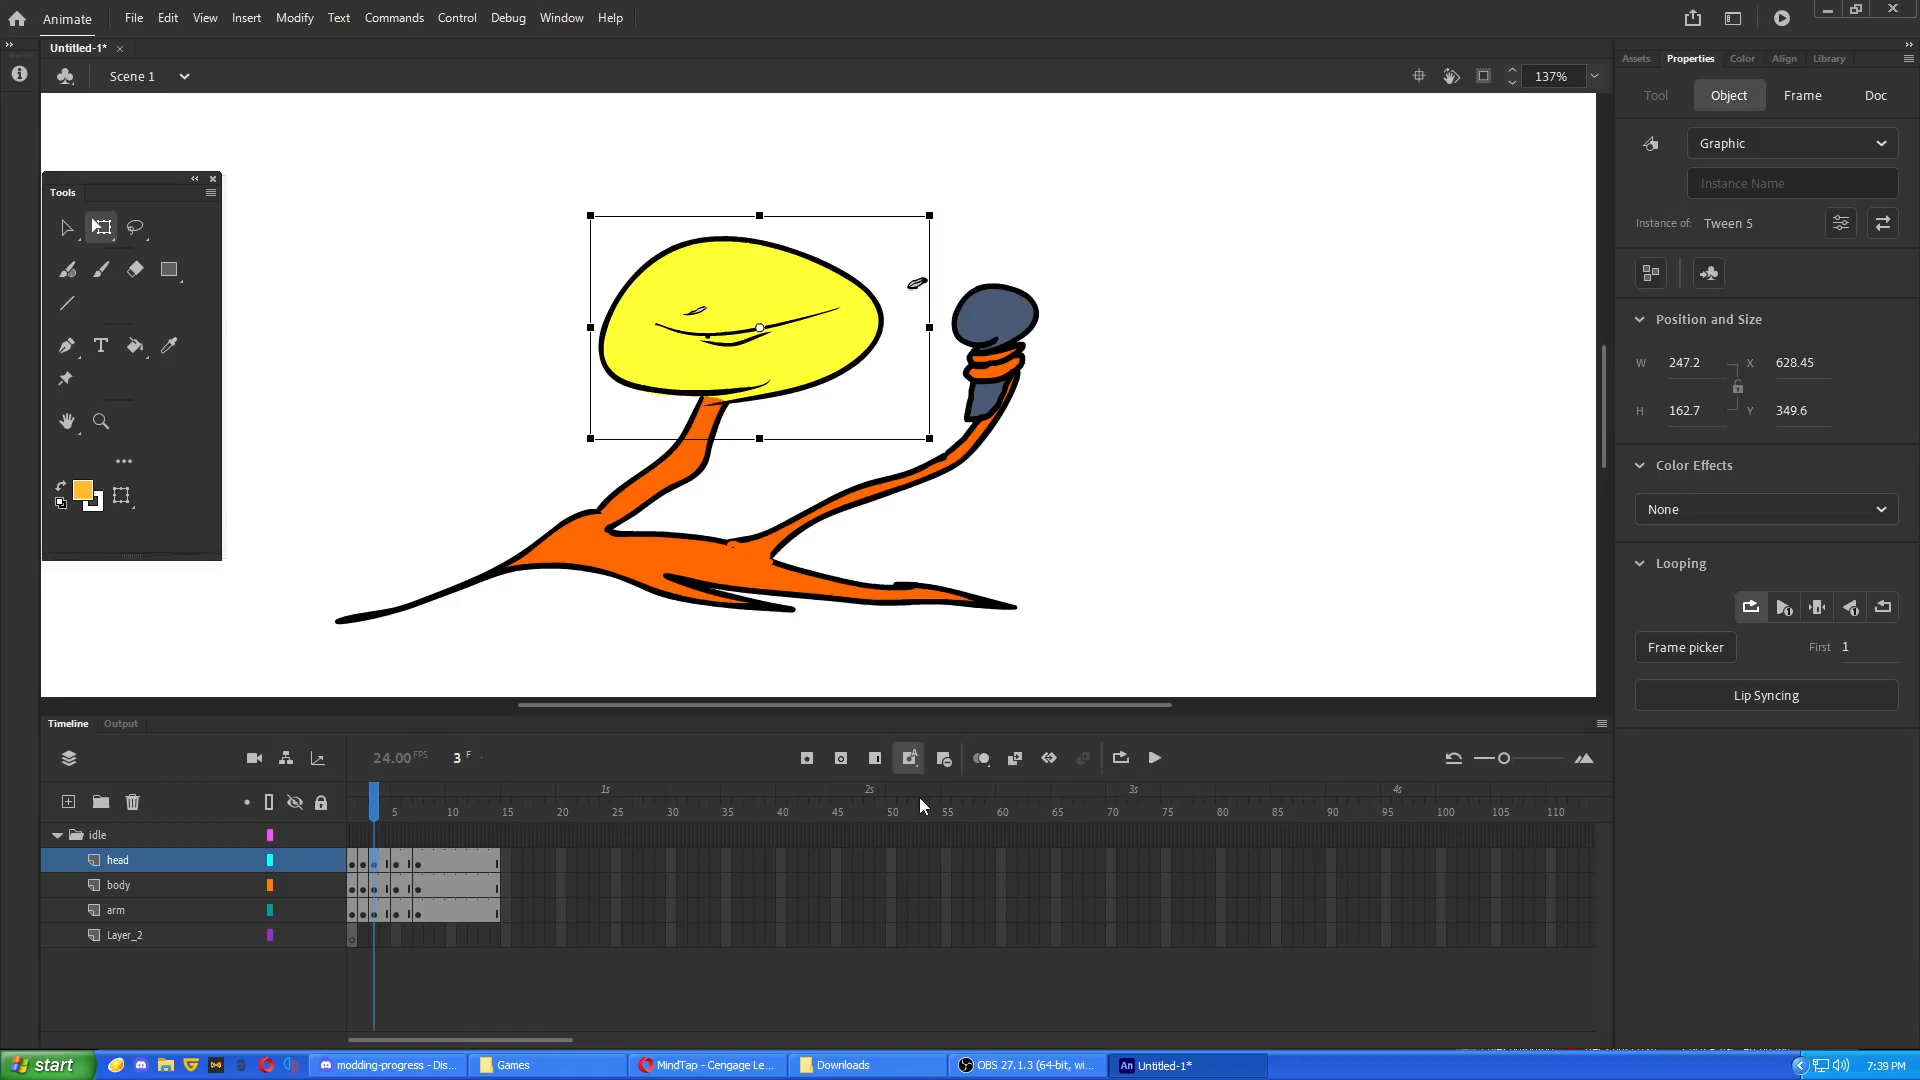 Animate
File Edit View Insert Modify Text Commands Control Debug Window Help
Untitled-1* ×
Scene 1
137%
Assets Properties Color Align Library
Tool Object Frame Doc
Graphic
Instance Name
Instance of: Tween 5
Position and Size
W 247.2 X 628.45
H 162.7 Y 349.6
Color Effects
None
Looping
Frame picker First 1
Lip Syncing
Tools
Timeline Output
24.00 FPS 3 F
1s 2s 3s 4s
5 10 15 20 25 30 35 40 45 50 55 60 65 70 75 80 85 90 95 100 105 110
idle
head
body
arm
Layer_2
start
modding-progress - Dis...
Games
MindTap - Cengage Le...
Downloads
OBS 27.1.3 (64-bit, wi...
An Untitled-1*
7:39 PM